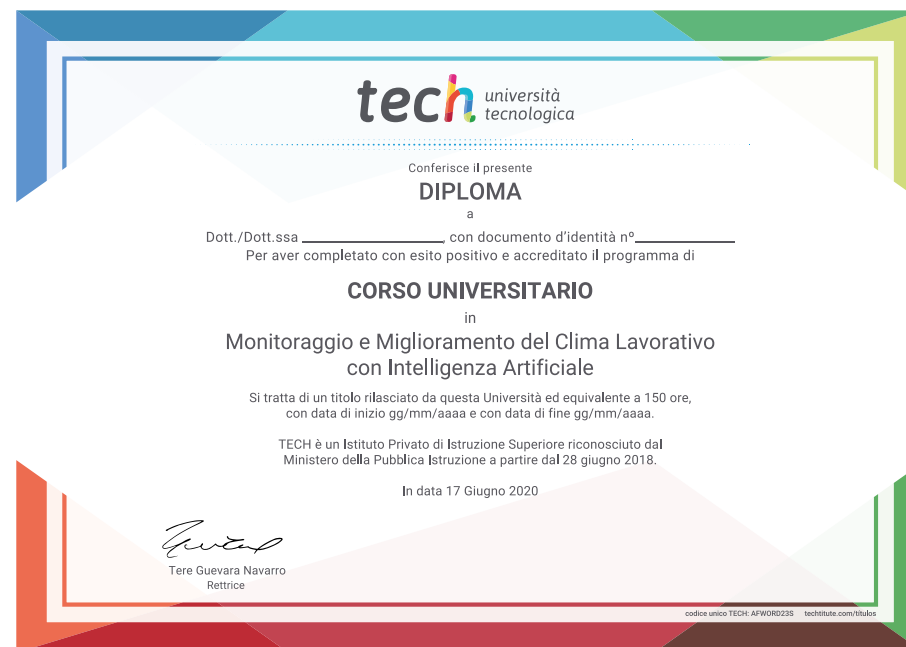 tech università
tecnologica
Conferisce il presente
DIPLOMA
a
Dott./Dott.ssa ____________________, con documento d'identità nº______________
Per aver completato con esito positivo e accreditato il programma di
CORSO UNIVERSITARIO
in
Monitoraggio e Miglioramento del Clima Lavorativo
con Intelligenza Artificiale
Si tratta di un titolo rilasciato da questa Università ed equivalente a 150 ore,
con data di inizio gg/mm/aaaa e con data di fine gg/mm/aaaa.
TECH è un Istituto Privato di Istruzione Superiore riconosciuto dal
Ministero della Pubblica Istruzione a partire dal 28 giugno 2018.
In data 17 Giugno 2020
Tere Guevara Navarro
Rettrice
codice unico TECH: AFWORD23S techtitute.com/titulos